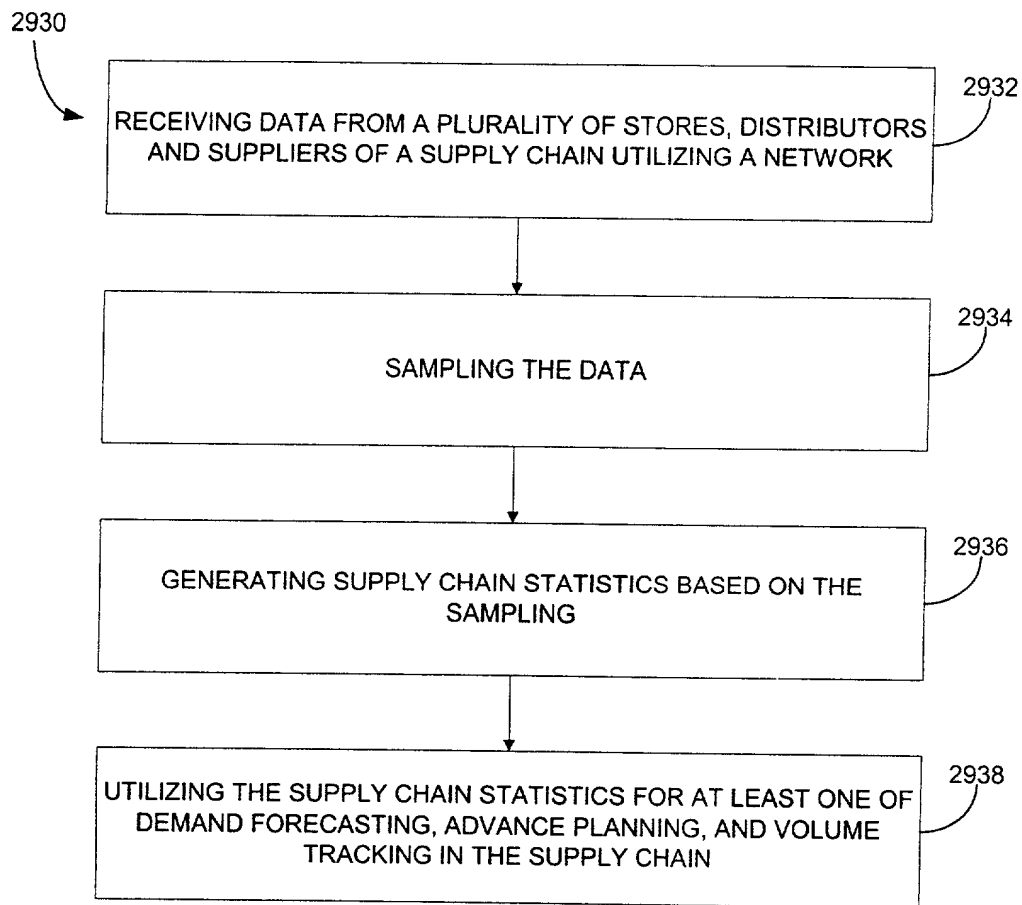 2930
2932
RECEIVING DATA FROM A PLURALITY OF STORES, DISTRIBUTORS
AND SUPPLIERS OF A SUPPLY CHAIN UTILIZING A NETWORK
2934
SAMPLING THE DATA
2936
GENERATING SUPPLY CHAIN STATISTICS BASED ON THE
SAMPLING
2938
UTILIZING THE SUPPLY CHAIN STATISTICS FOR AT LEAST ONE OF
DEMAND FORECASTING, ADVANCE PLANNING, AND VOLUME
TRACKING IN THE SUPPLY CHAIN